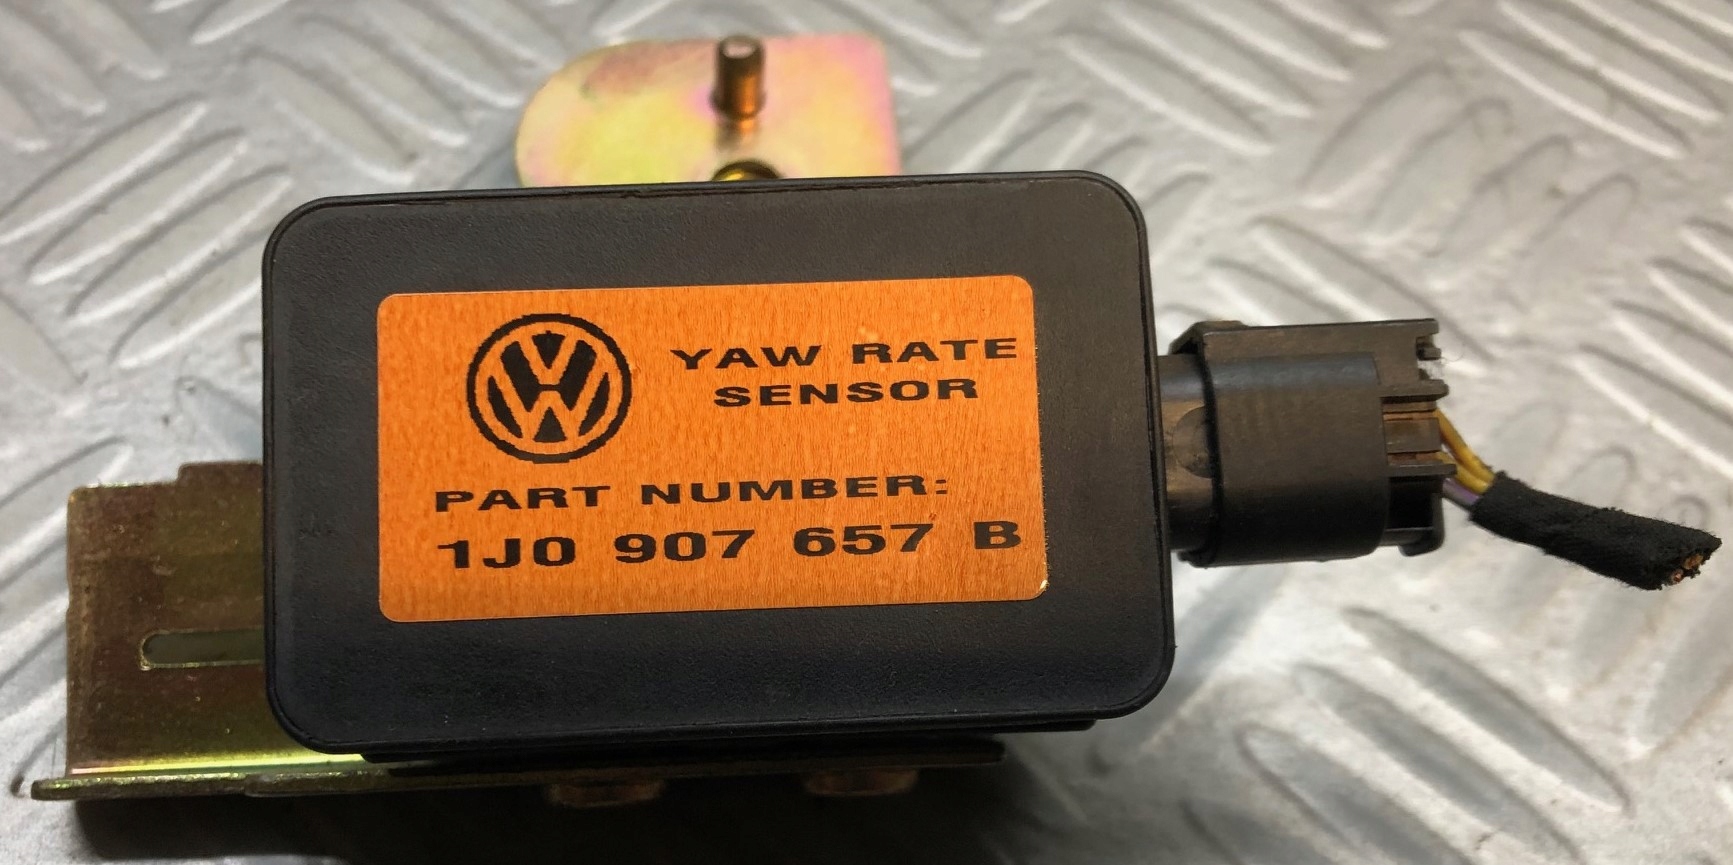 YAW RATE
SENSOR
PART NUMBER:
1J0 907 657 B